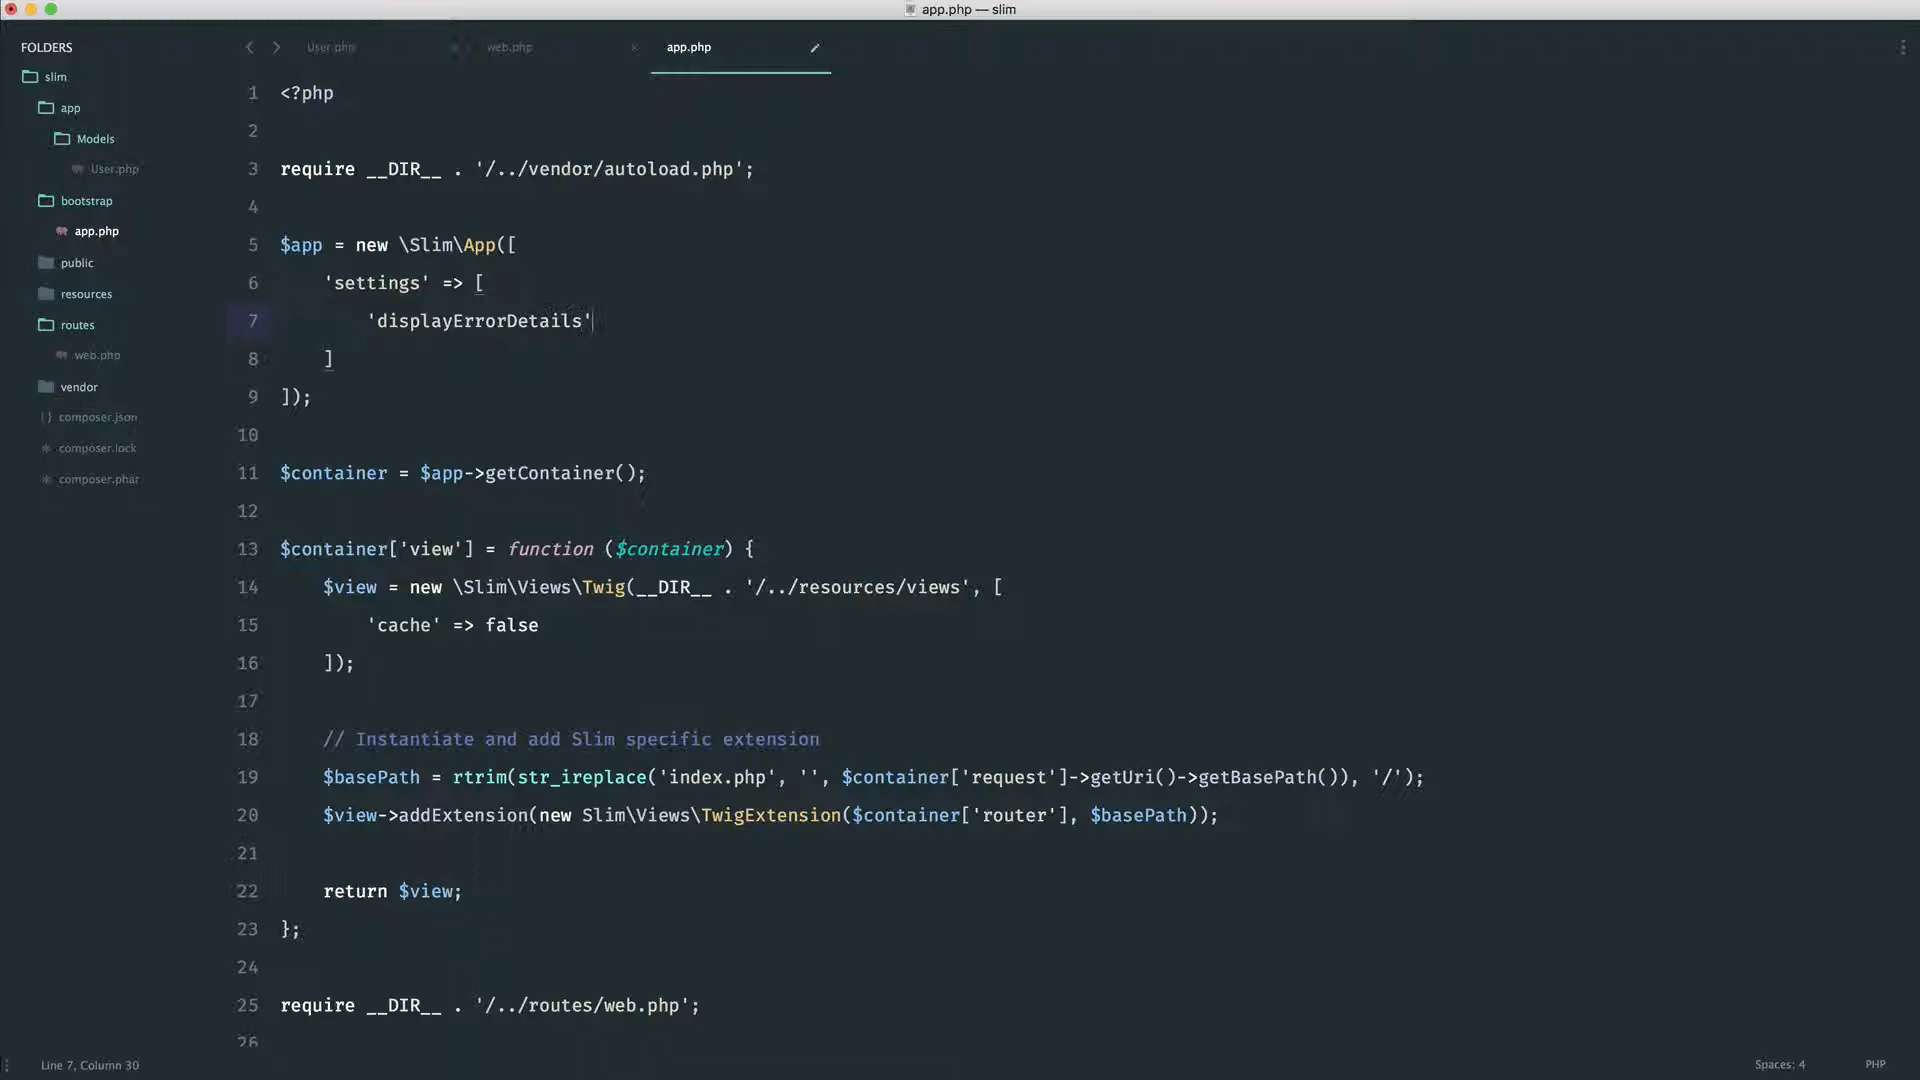 app.php — slim
FOLDERS
slim
app
Models
User.php
bootstrap
app.php
public
resources
routes
web.php
vendor
composer.json
composer.lock
composer.phar
User.php
web.php
app.php
1 <?php
2
3 require __DIR__ . '/../vendor/autoload.php';
4
5 $app = new \Slim\App([
6 'settings' => [
7 'displayErrorDetails'
8 ]
9 ]);
10
11 $container = $app->getContainer();
12
13 $container['view'] = function ($container) {
14 $view = new \Slim\Views\Twig(__DIR__ . '/../resources/views', [
15 'cache' => false
16 ]);
17
18 // Instantiate and add Slim specific extension
19 $basePath = rtrim(str_ireplace('index.php', '', $container['request']->getUri()->getBasePath()), '/');
20 $view->addExtension(new Slim\Views\TwigExtension($container['router'], $basePath));
21
22 return $view;
23 };
24
25 require __DIR__ . '/../routes/web.php';
26
Line 7, Column 30
Spaces: 4
PHP